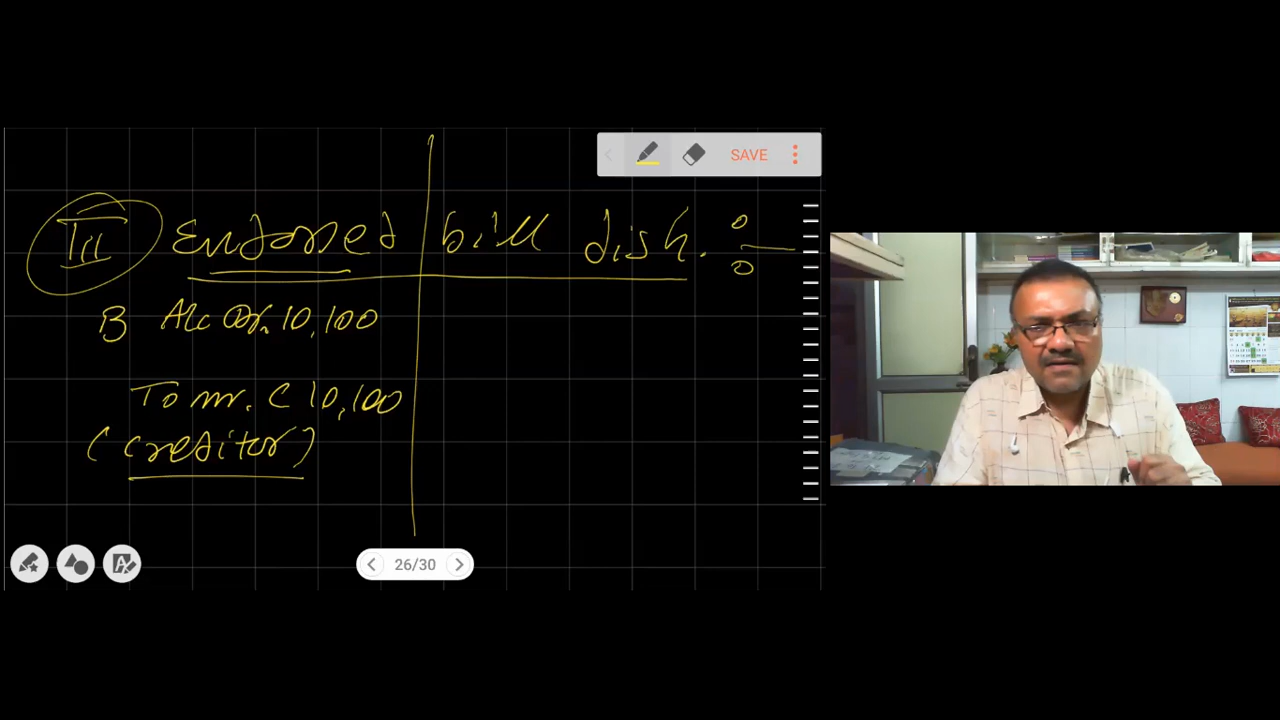 SAVE
III Endorsed bill dish. :-
B A/c Dr. 10,100
To mr. C 10,100
(creditor)
26/30